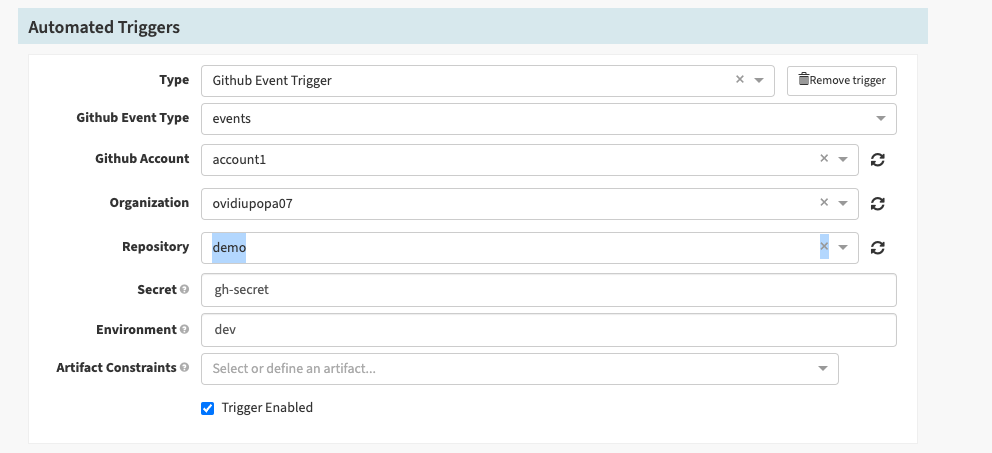 Automated Triggers
Type Github Event Trigger × Remove trigger
Github Event Type events
Github Account account1 ×
Organization ovidiupopa07 ×
Repository demo ×
Secret ? gh-secret
Environment ? dev
Artifact Constraints ? Select or define an artifact...
Trigger Enabled